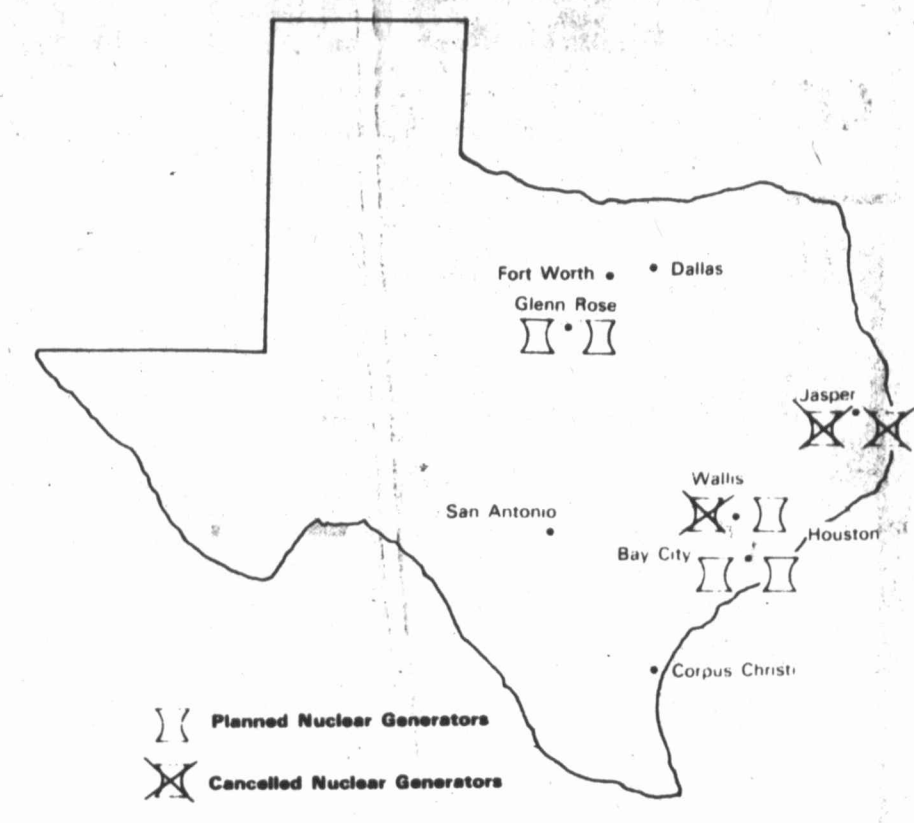 Fort Worth
Dallas
Glenn Rose
Jasper
Wallis
San Antonio
Houston
Bay City
Corpus Christi
Planned Nuclear Generators
Cancelled Nuclear Generators